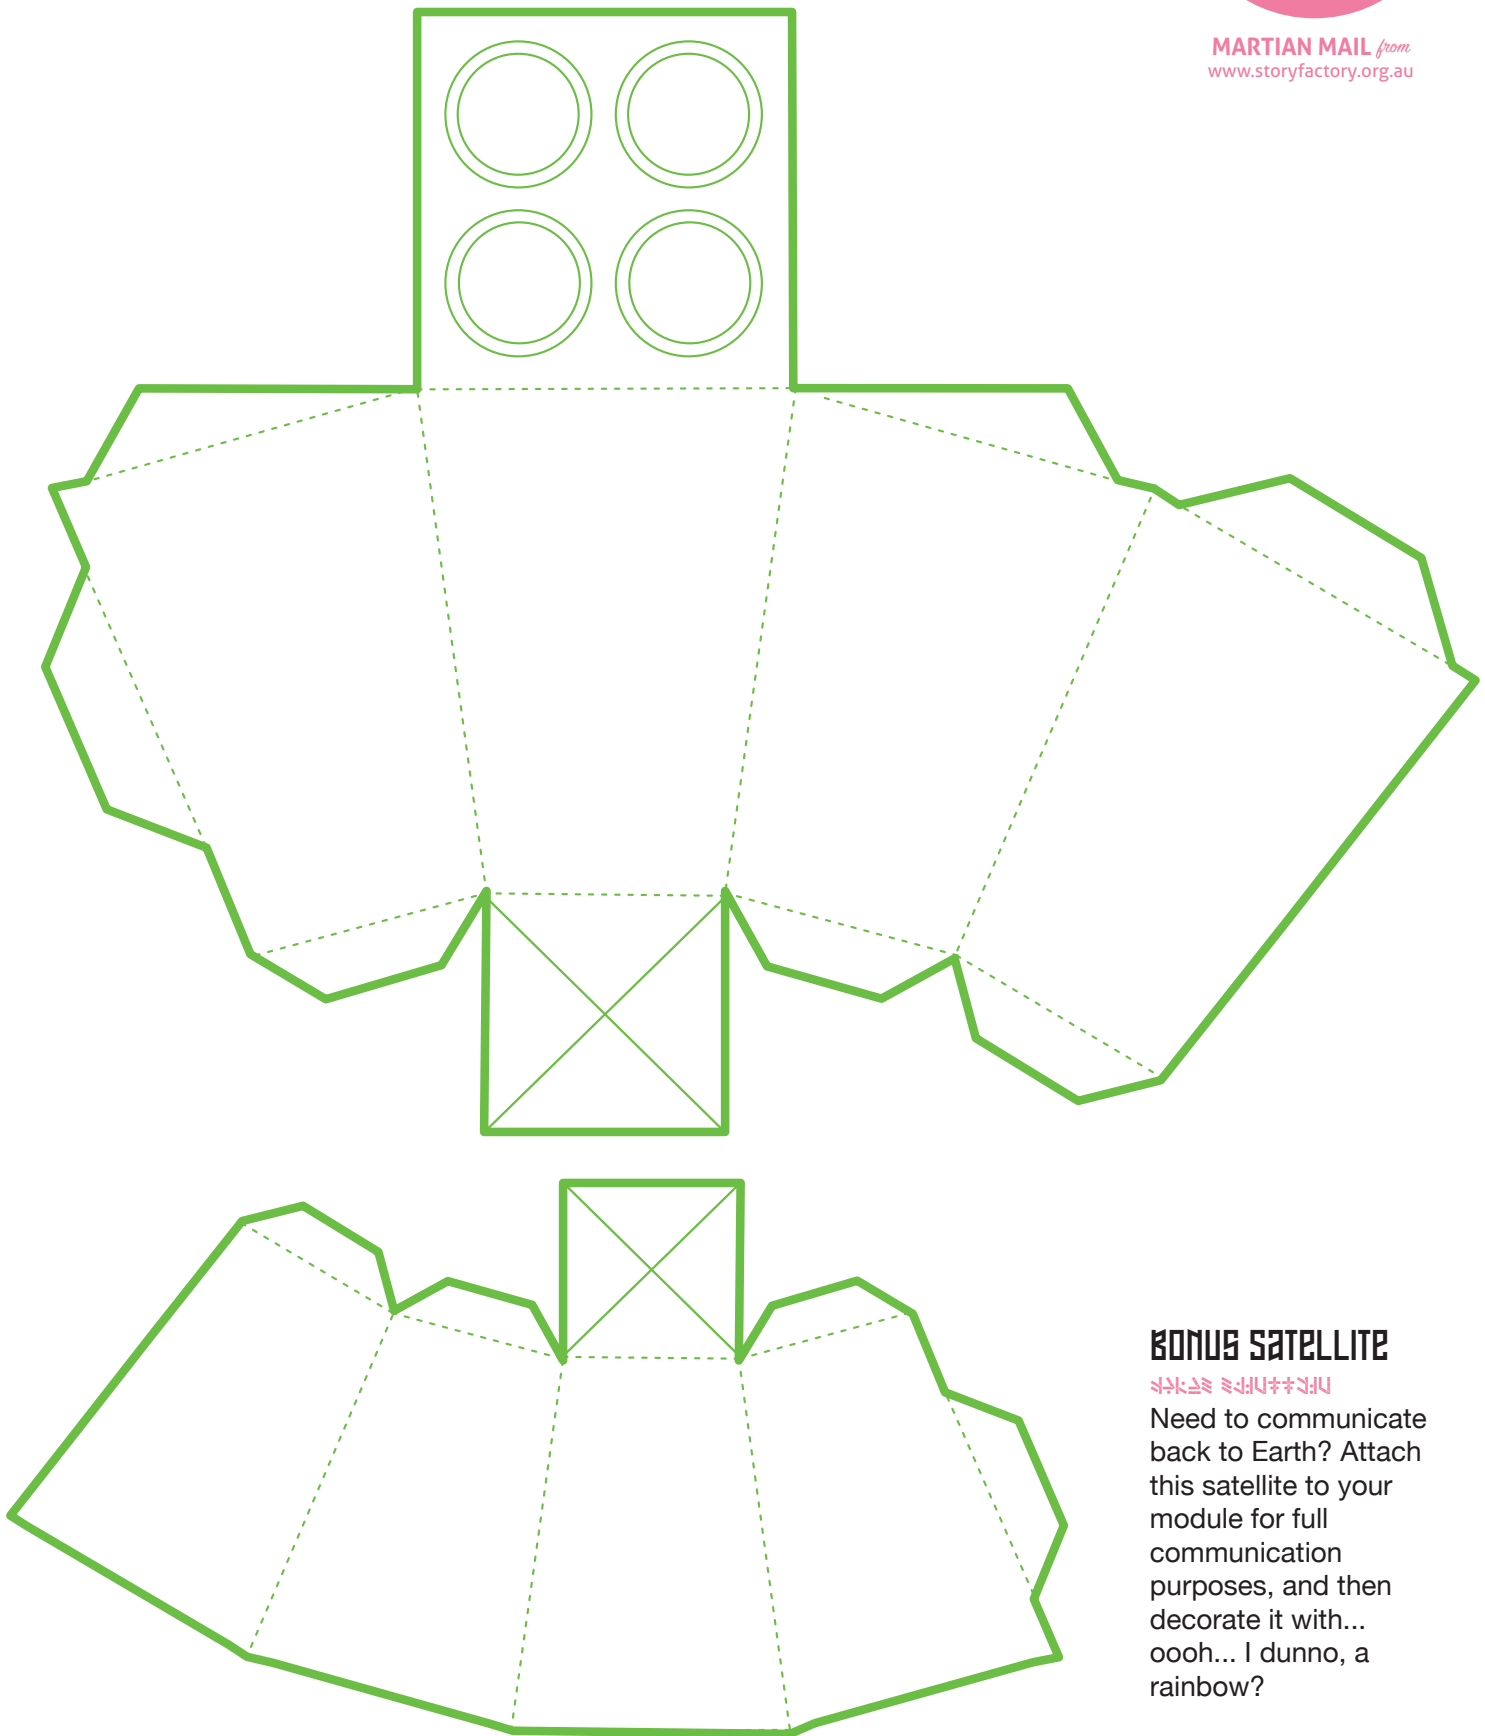 MARTIAN MAIL from
www.storyfactory.org.au
BONUS SATELLITE
Need to communicate
back to Earth? Attach
this satellite to your
module for full
communication
purposes, and then
decorate it with...
oooh... I dunno, a
rainbow?